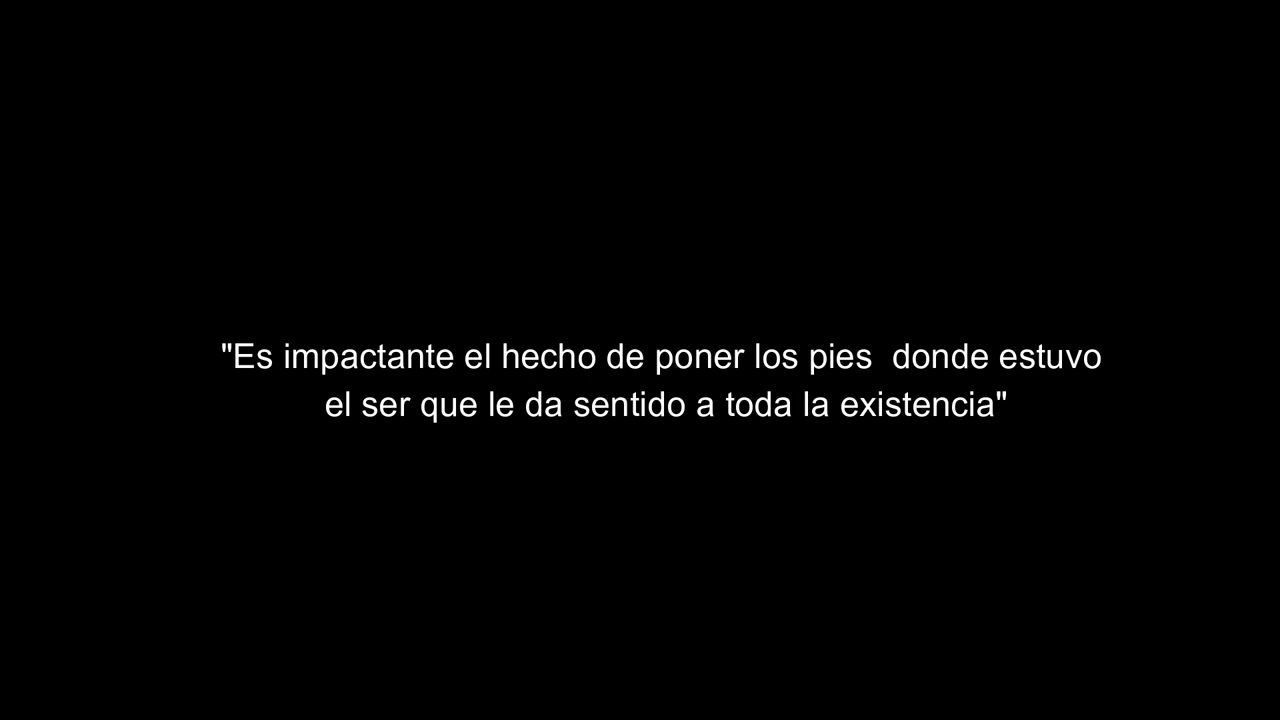 "Es impactante el hecho de poner los pies  donde estuvo
el ser que le da sentido a toda la existencia"